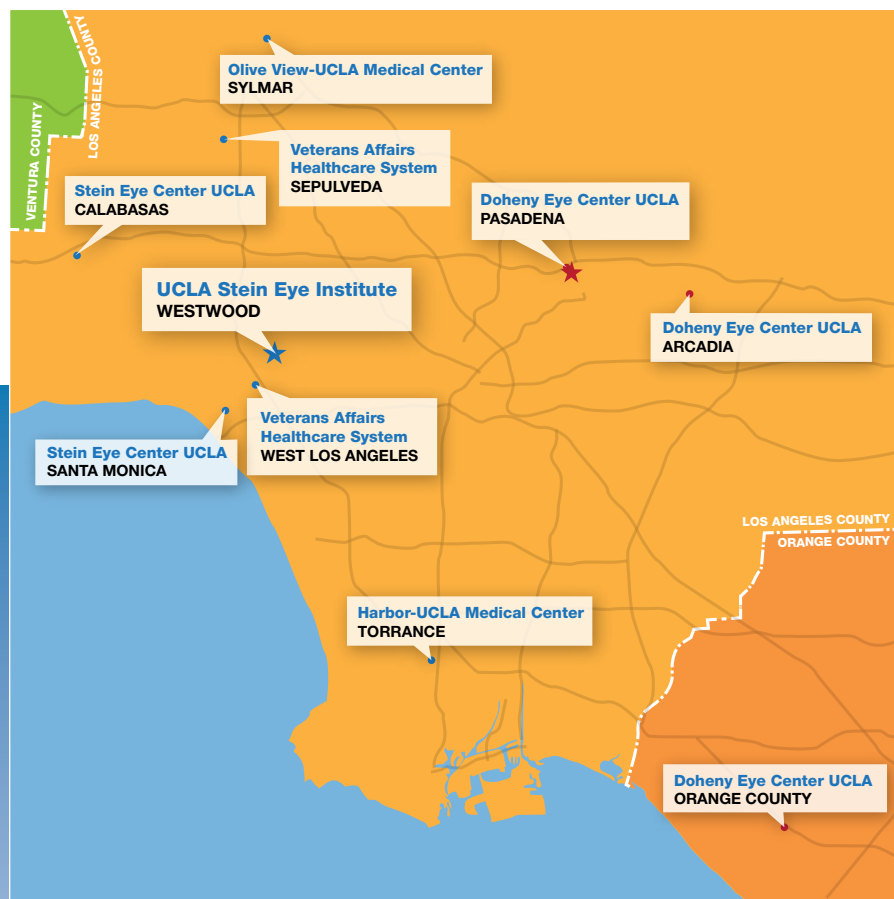 LOS ANGELES COUNTY
VENTURA COUNTY
Olive View-UCLA Medical Center
SYLMAR
Veterans Affairs
Healthcare System
SEPULVEDA
Stein Eye Center UCLA
CALABASAS
Doheny Eye Center UCLA
PASADENA
UCLA Stein Eye Institute
WESTWOOD
Doheny Eye Center UCLA
ARCADIA
Veterans Affairs
Healthcare System
WEST LOS ANGELES
Stein Eye Center UCLA
SANTA MONICA
LOS ANGELES COUNTY
ORANGE COUNTY
Harbor-UCLA Medical Center
TORRANCE
Doheny Eye Center UCLA
ORANGE COUNTY